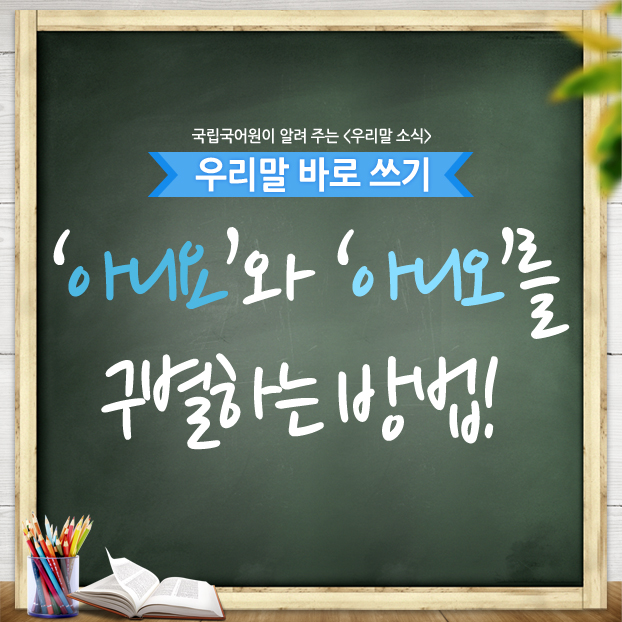 국립국어원이 알려 주는 <우리말 소식>
우리말 바로 쓰기
‘아니요’와 ‘아니오’를
구별하는 방법!